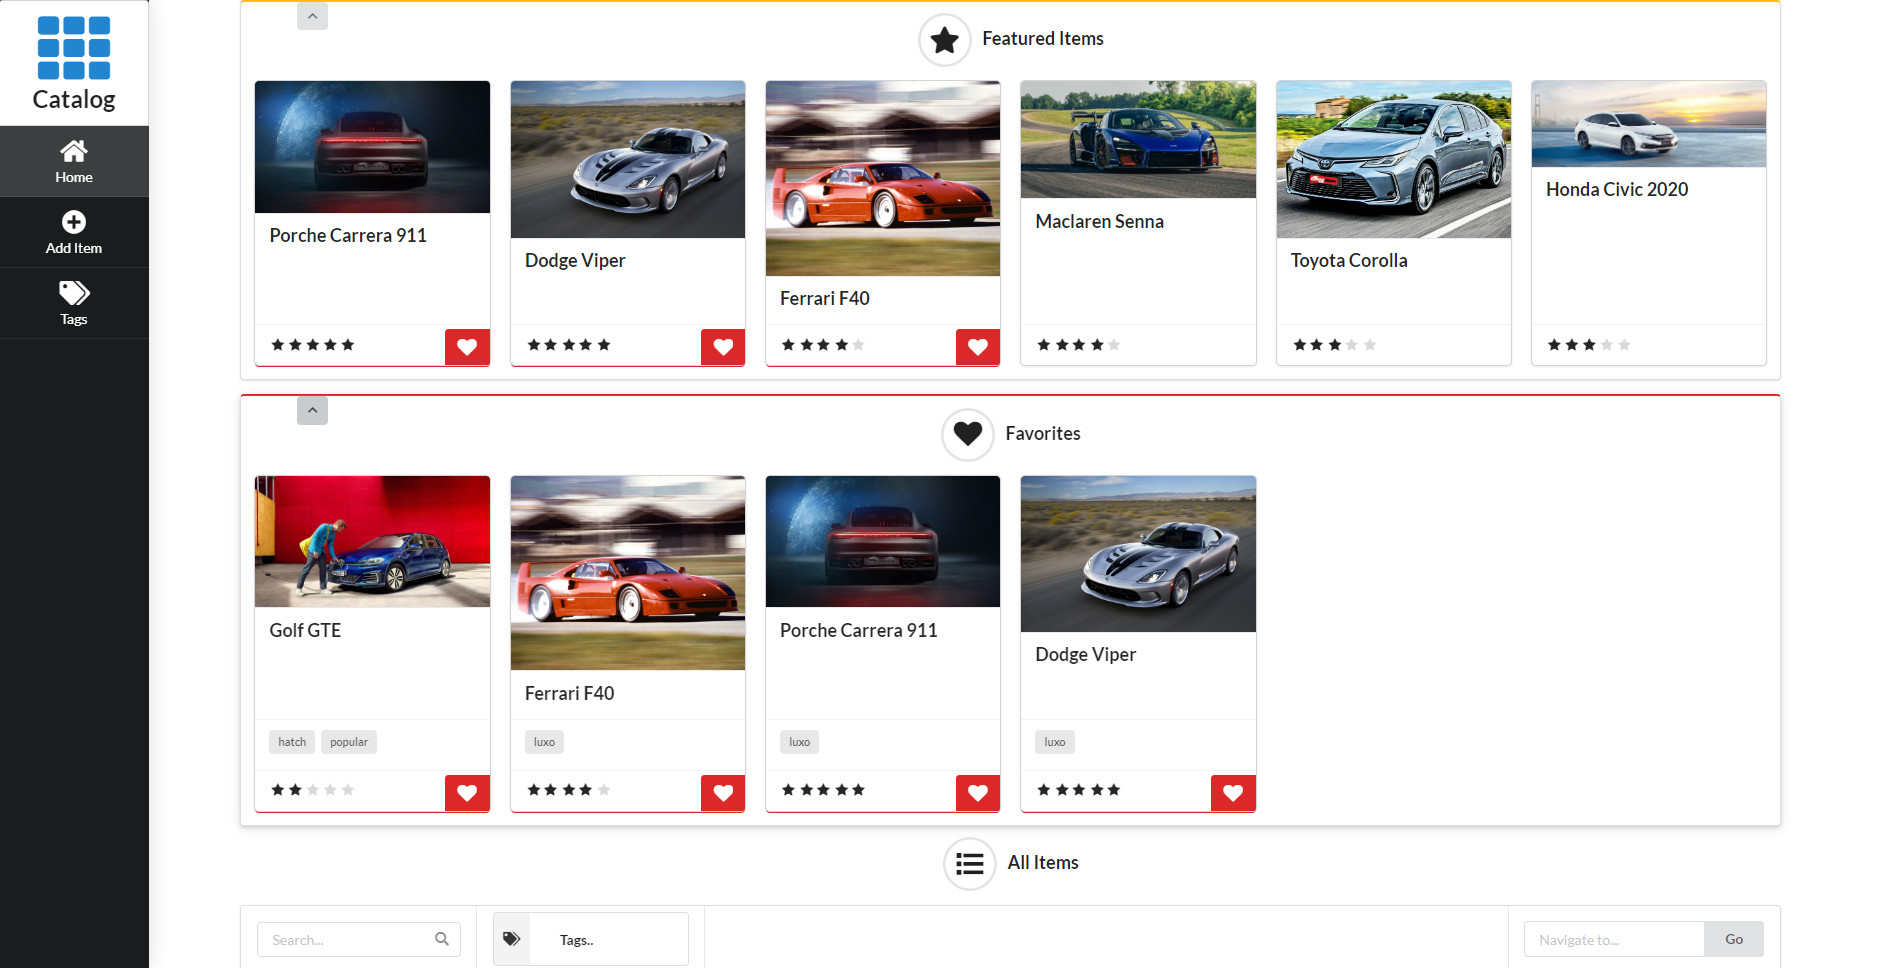 Catalog
Home
Add Item
Tags
Featured Items
Porche Carrera 911
Dodge Viper
Ferrari F40
Maclaren Senna
Toyota Corolla
Honda Civic 2020
Favorites
Golf GTE
hatch popular
Ferrari F40
luxo
Porche Carrera 911
luxo
Dodge Viper
luxo
All Items
Search...
Tags..
Navigate to...
Go